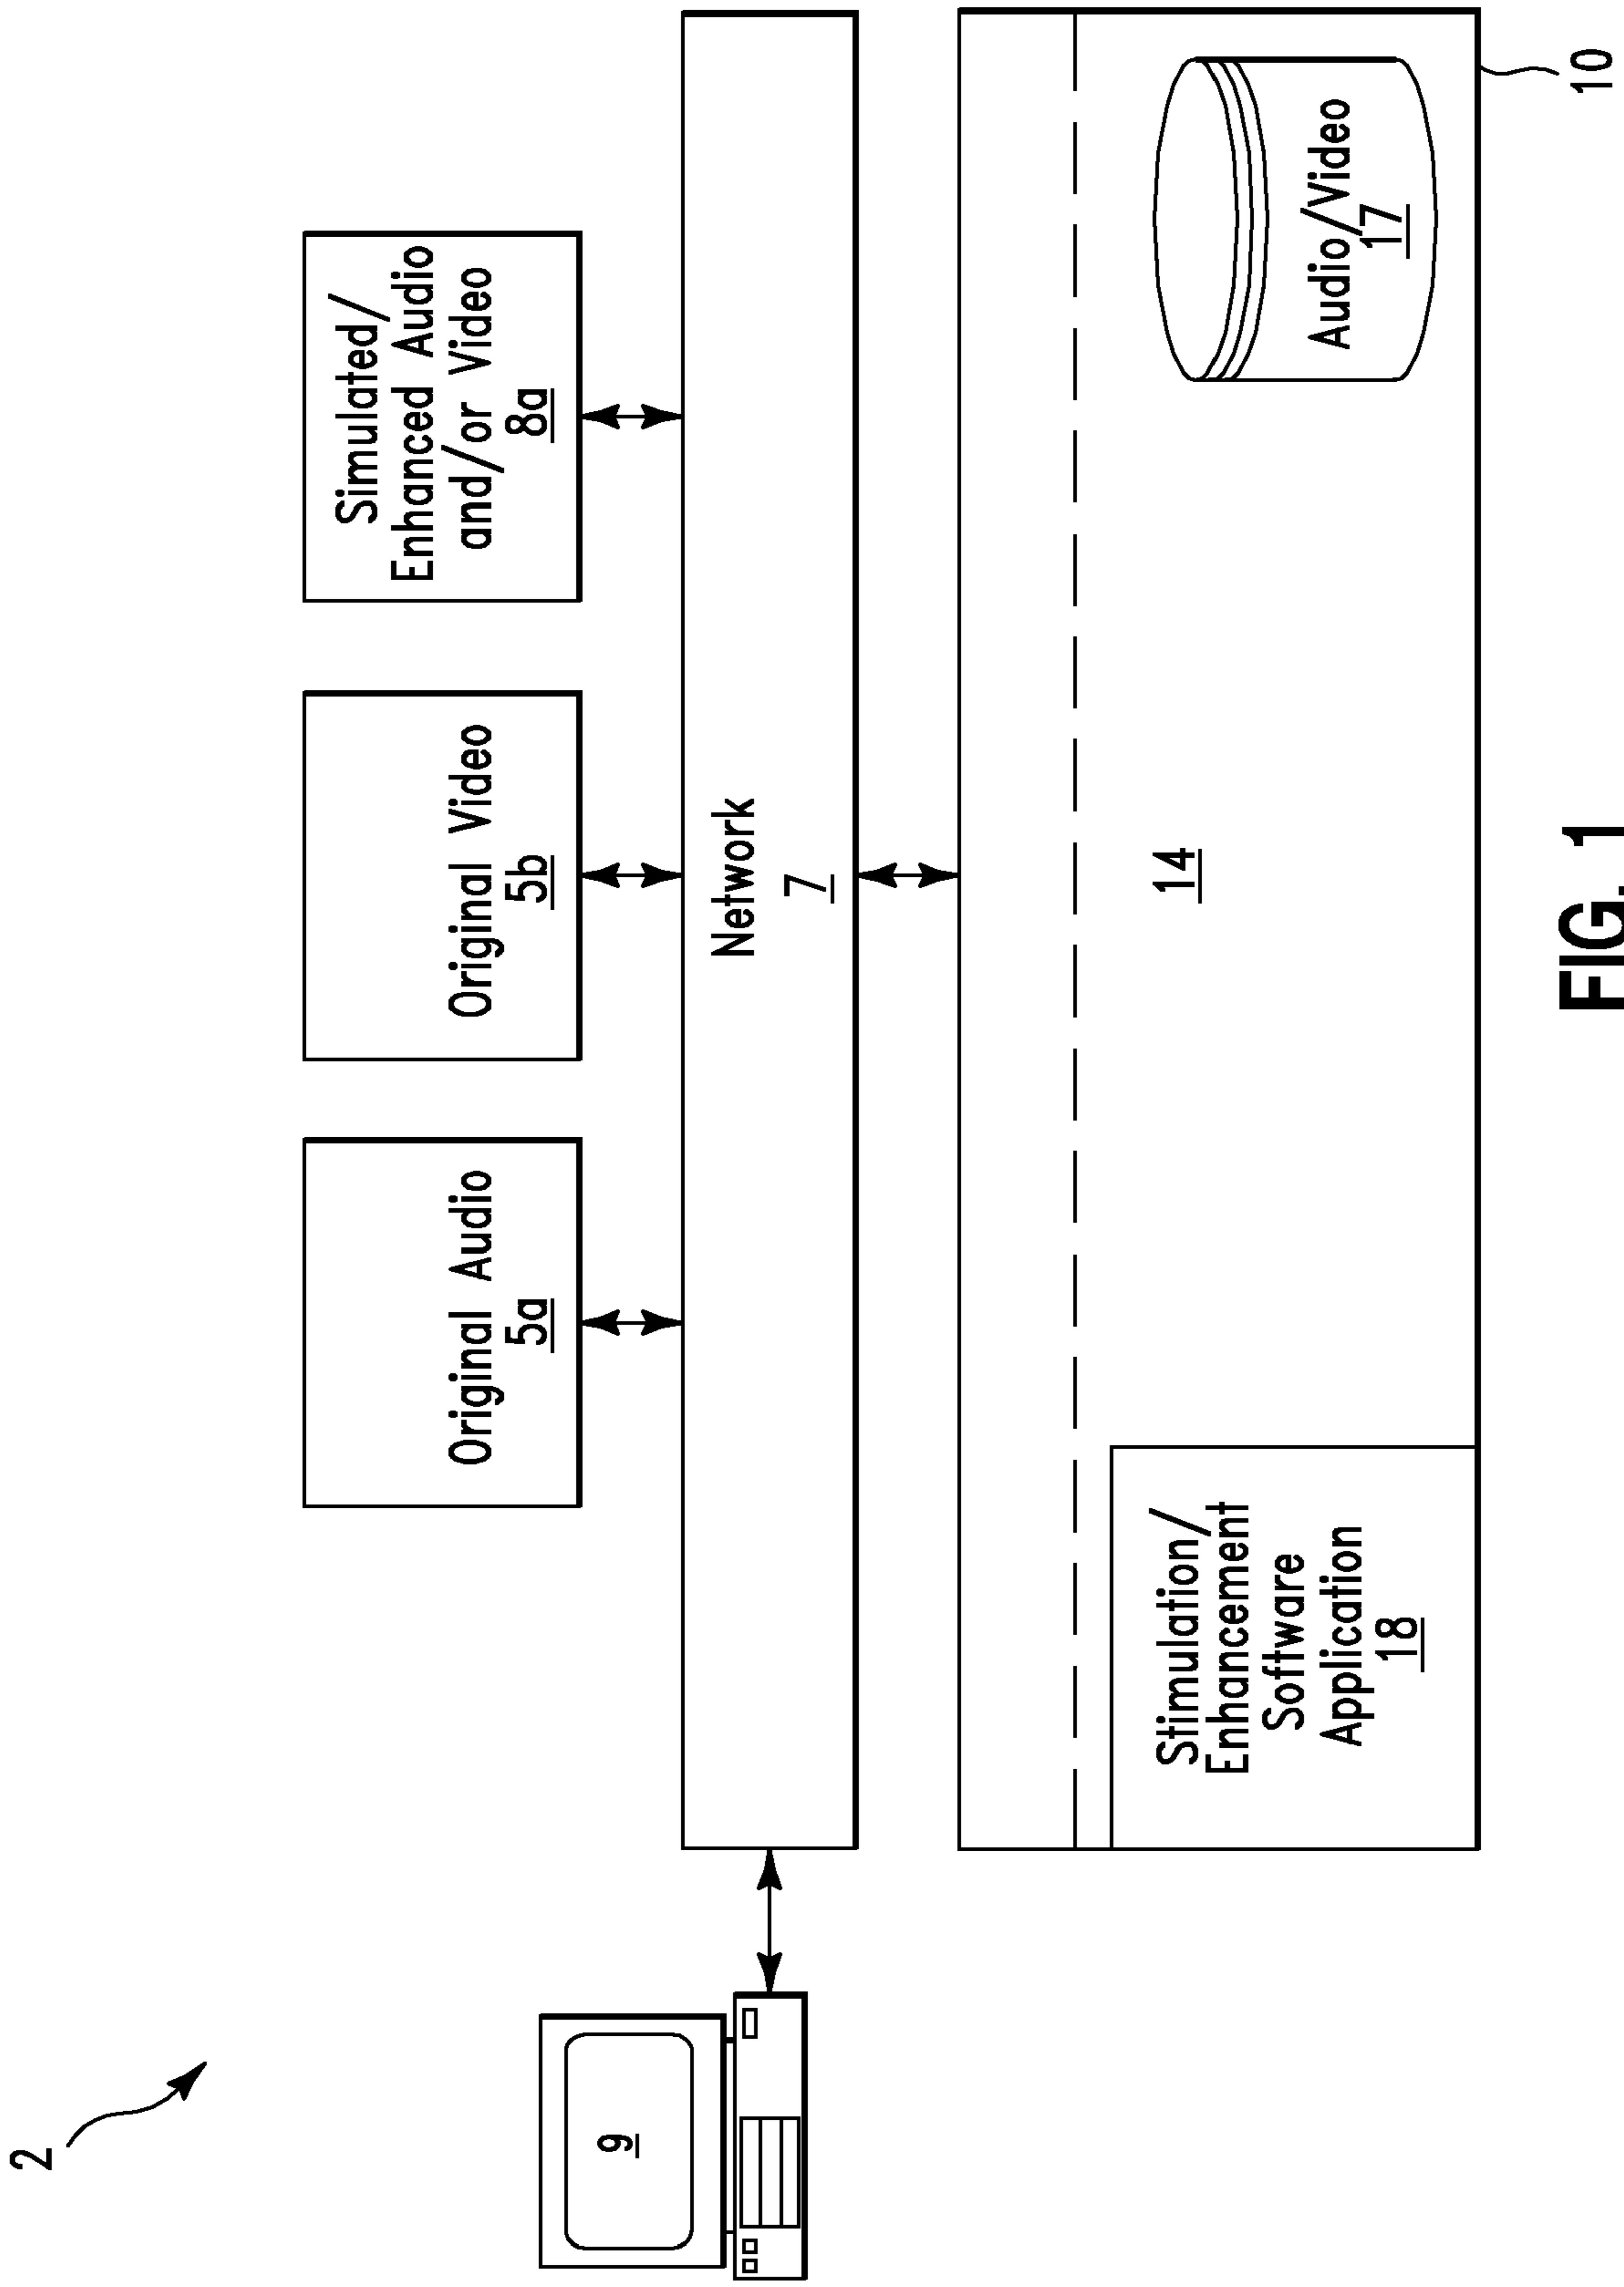 2
Original Audio
5a
Original Video
5b
Simulated/
Enhanced Audio
and/or Video
8a
9
Network
7
14
Stimulation/
Enhancement
Software
Application
18
Audio/Video
17
10
FIG. 1